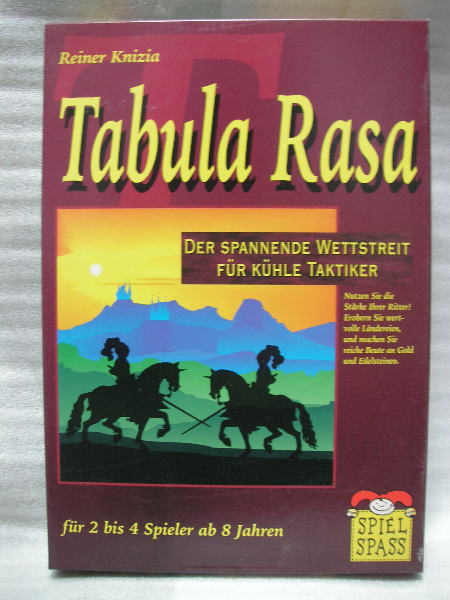 Reiner Knizia
Tabula Rasa
DER SPANNENDE WETTSTREIT
FÜR KÜHLE TAKTIKER
Nutzen Sie die
Stärke Ihrer Ritter!
Erobern Sie wert-
volle Ländereien,
und machen Sie
reiche Beute an Gold
und Edelsteinen.
für 2 bis 4 Spieler ab 8 Jahren
SPIEL
SPASS